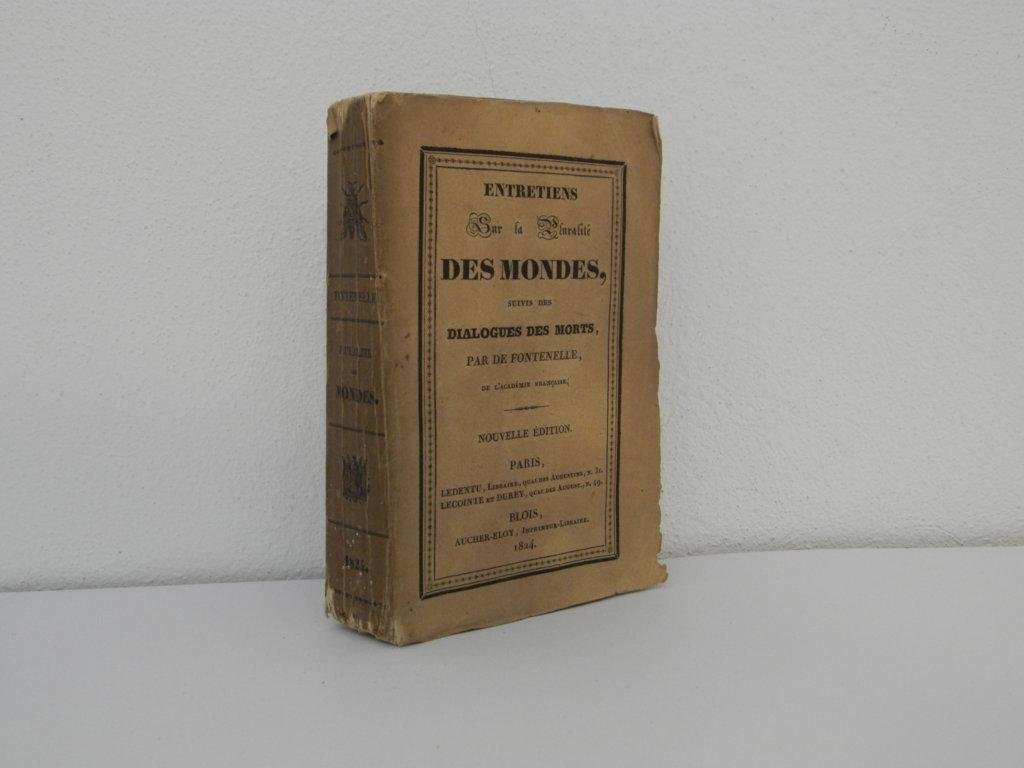 FONTENELLE
PLURALITÉ
MONDES.
1824.
ENTRETIENS
Sur la Pluralité
DES MONDES,
SUIVIS DES
DIALOGUES DES MORTS,
PAR DE FONTENELLE,
DE L'ACADÉMIE FRANÇAISE;
NOUVELLE ÉDITION.
PARIS,
LEDENTU, LIBRAIRE, QUAI DES AUGUSTINS, N. 31.
LECOINTE ET DUREY, QUAI DES AUGUST., N. 49.
BLOIS,
AUCHER-ELOY, IMPRIMEUR-LIBRAIRE.
1824.